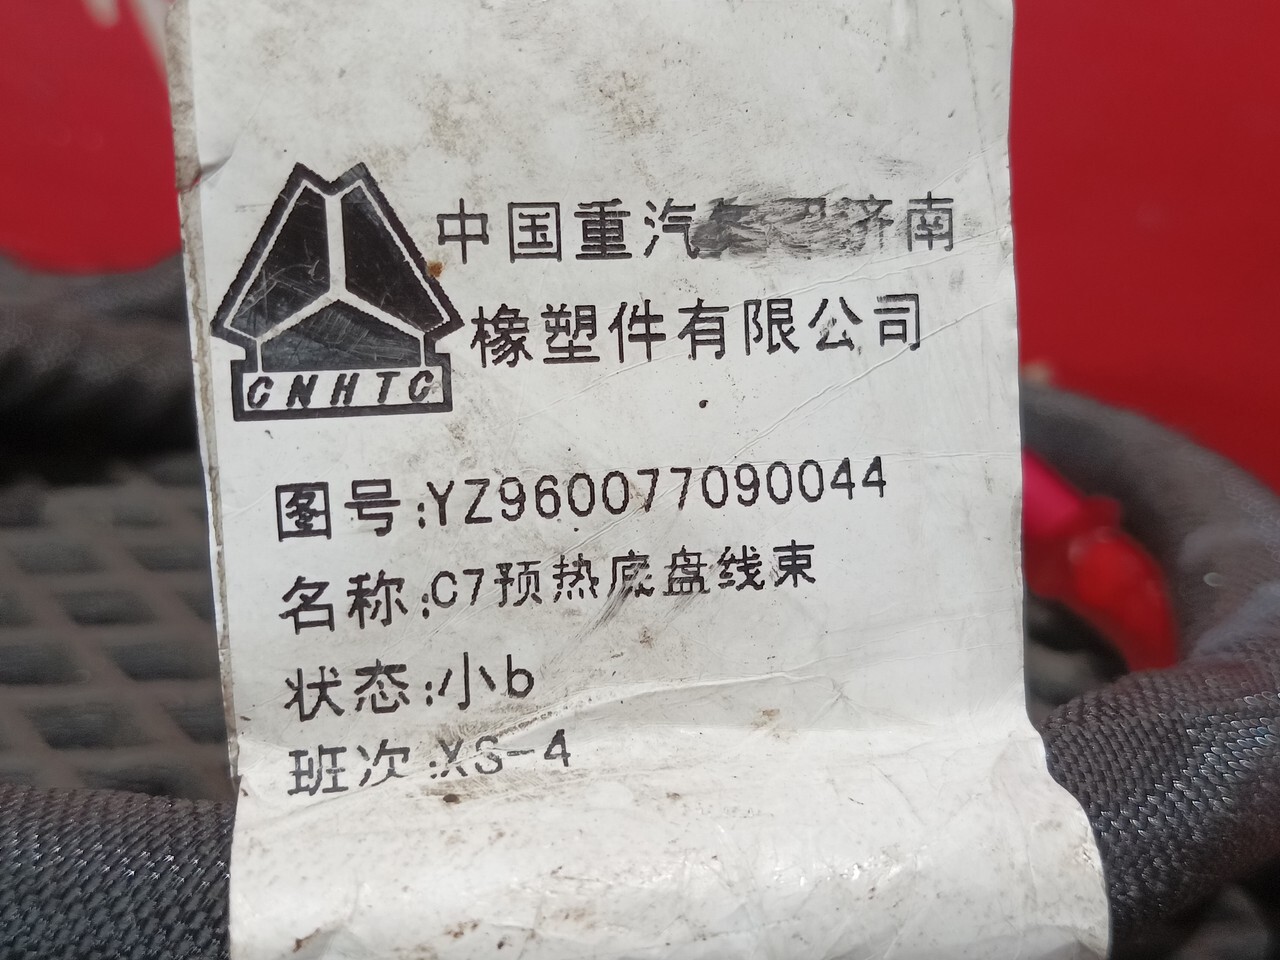 中国重汽 济南
橡塑件有限公司
CNHTC
图号:YZ960077090044
名称:C7预热底盘线束
状态:小b
班次:XS-4